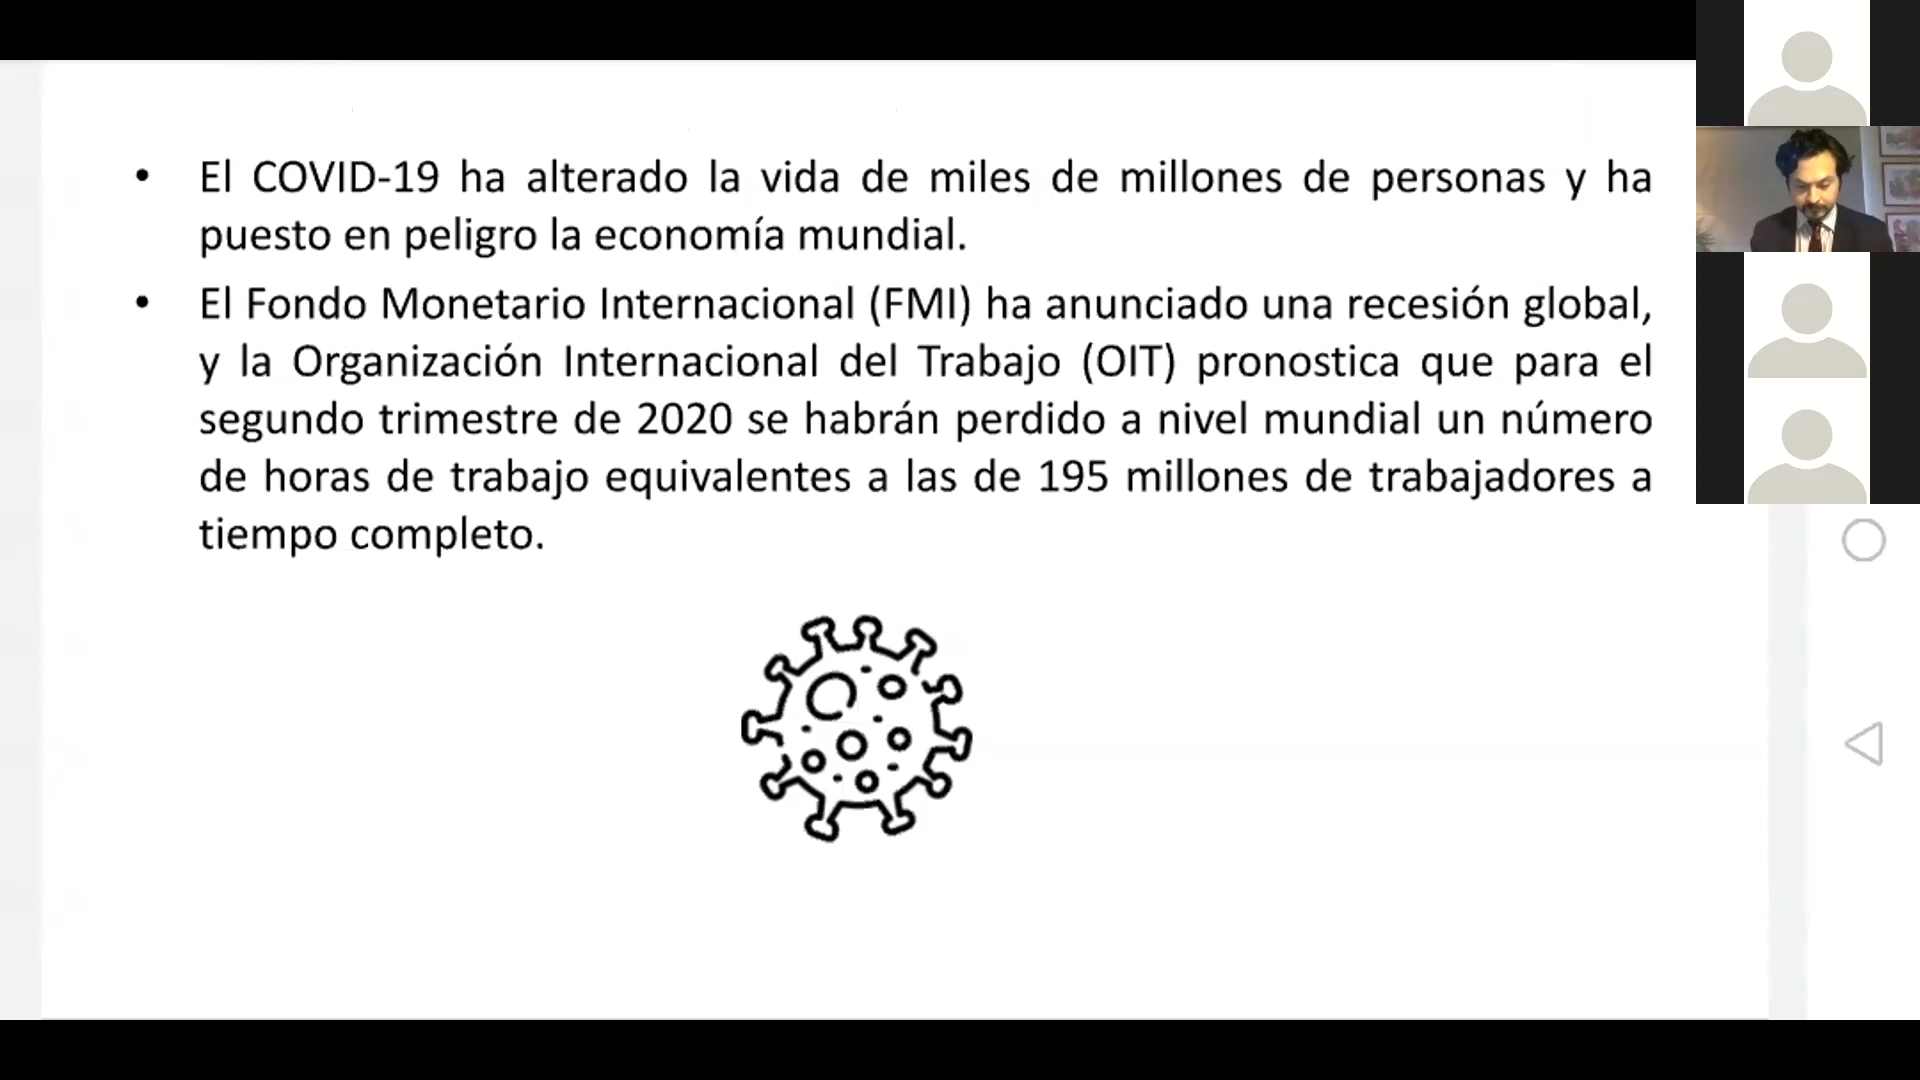 • El COVID-19 ha alterado la vida de miles de millones de personas y ha
puesto en peligro la economía mundial.
• El Fondo Monetario Internacional (FMI) ha anunciado una recesión global,
y la Organización Internacional del Trabajo (OIT) pronostica que para el
segundo trimestre de 2020 se habrán perdido a nivel mundial un número
de horas de trabajo equivalentes a las de 195 millones de trabajadores a
tiempo completo.